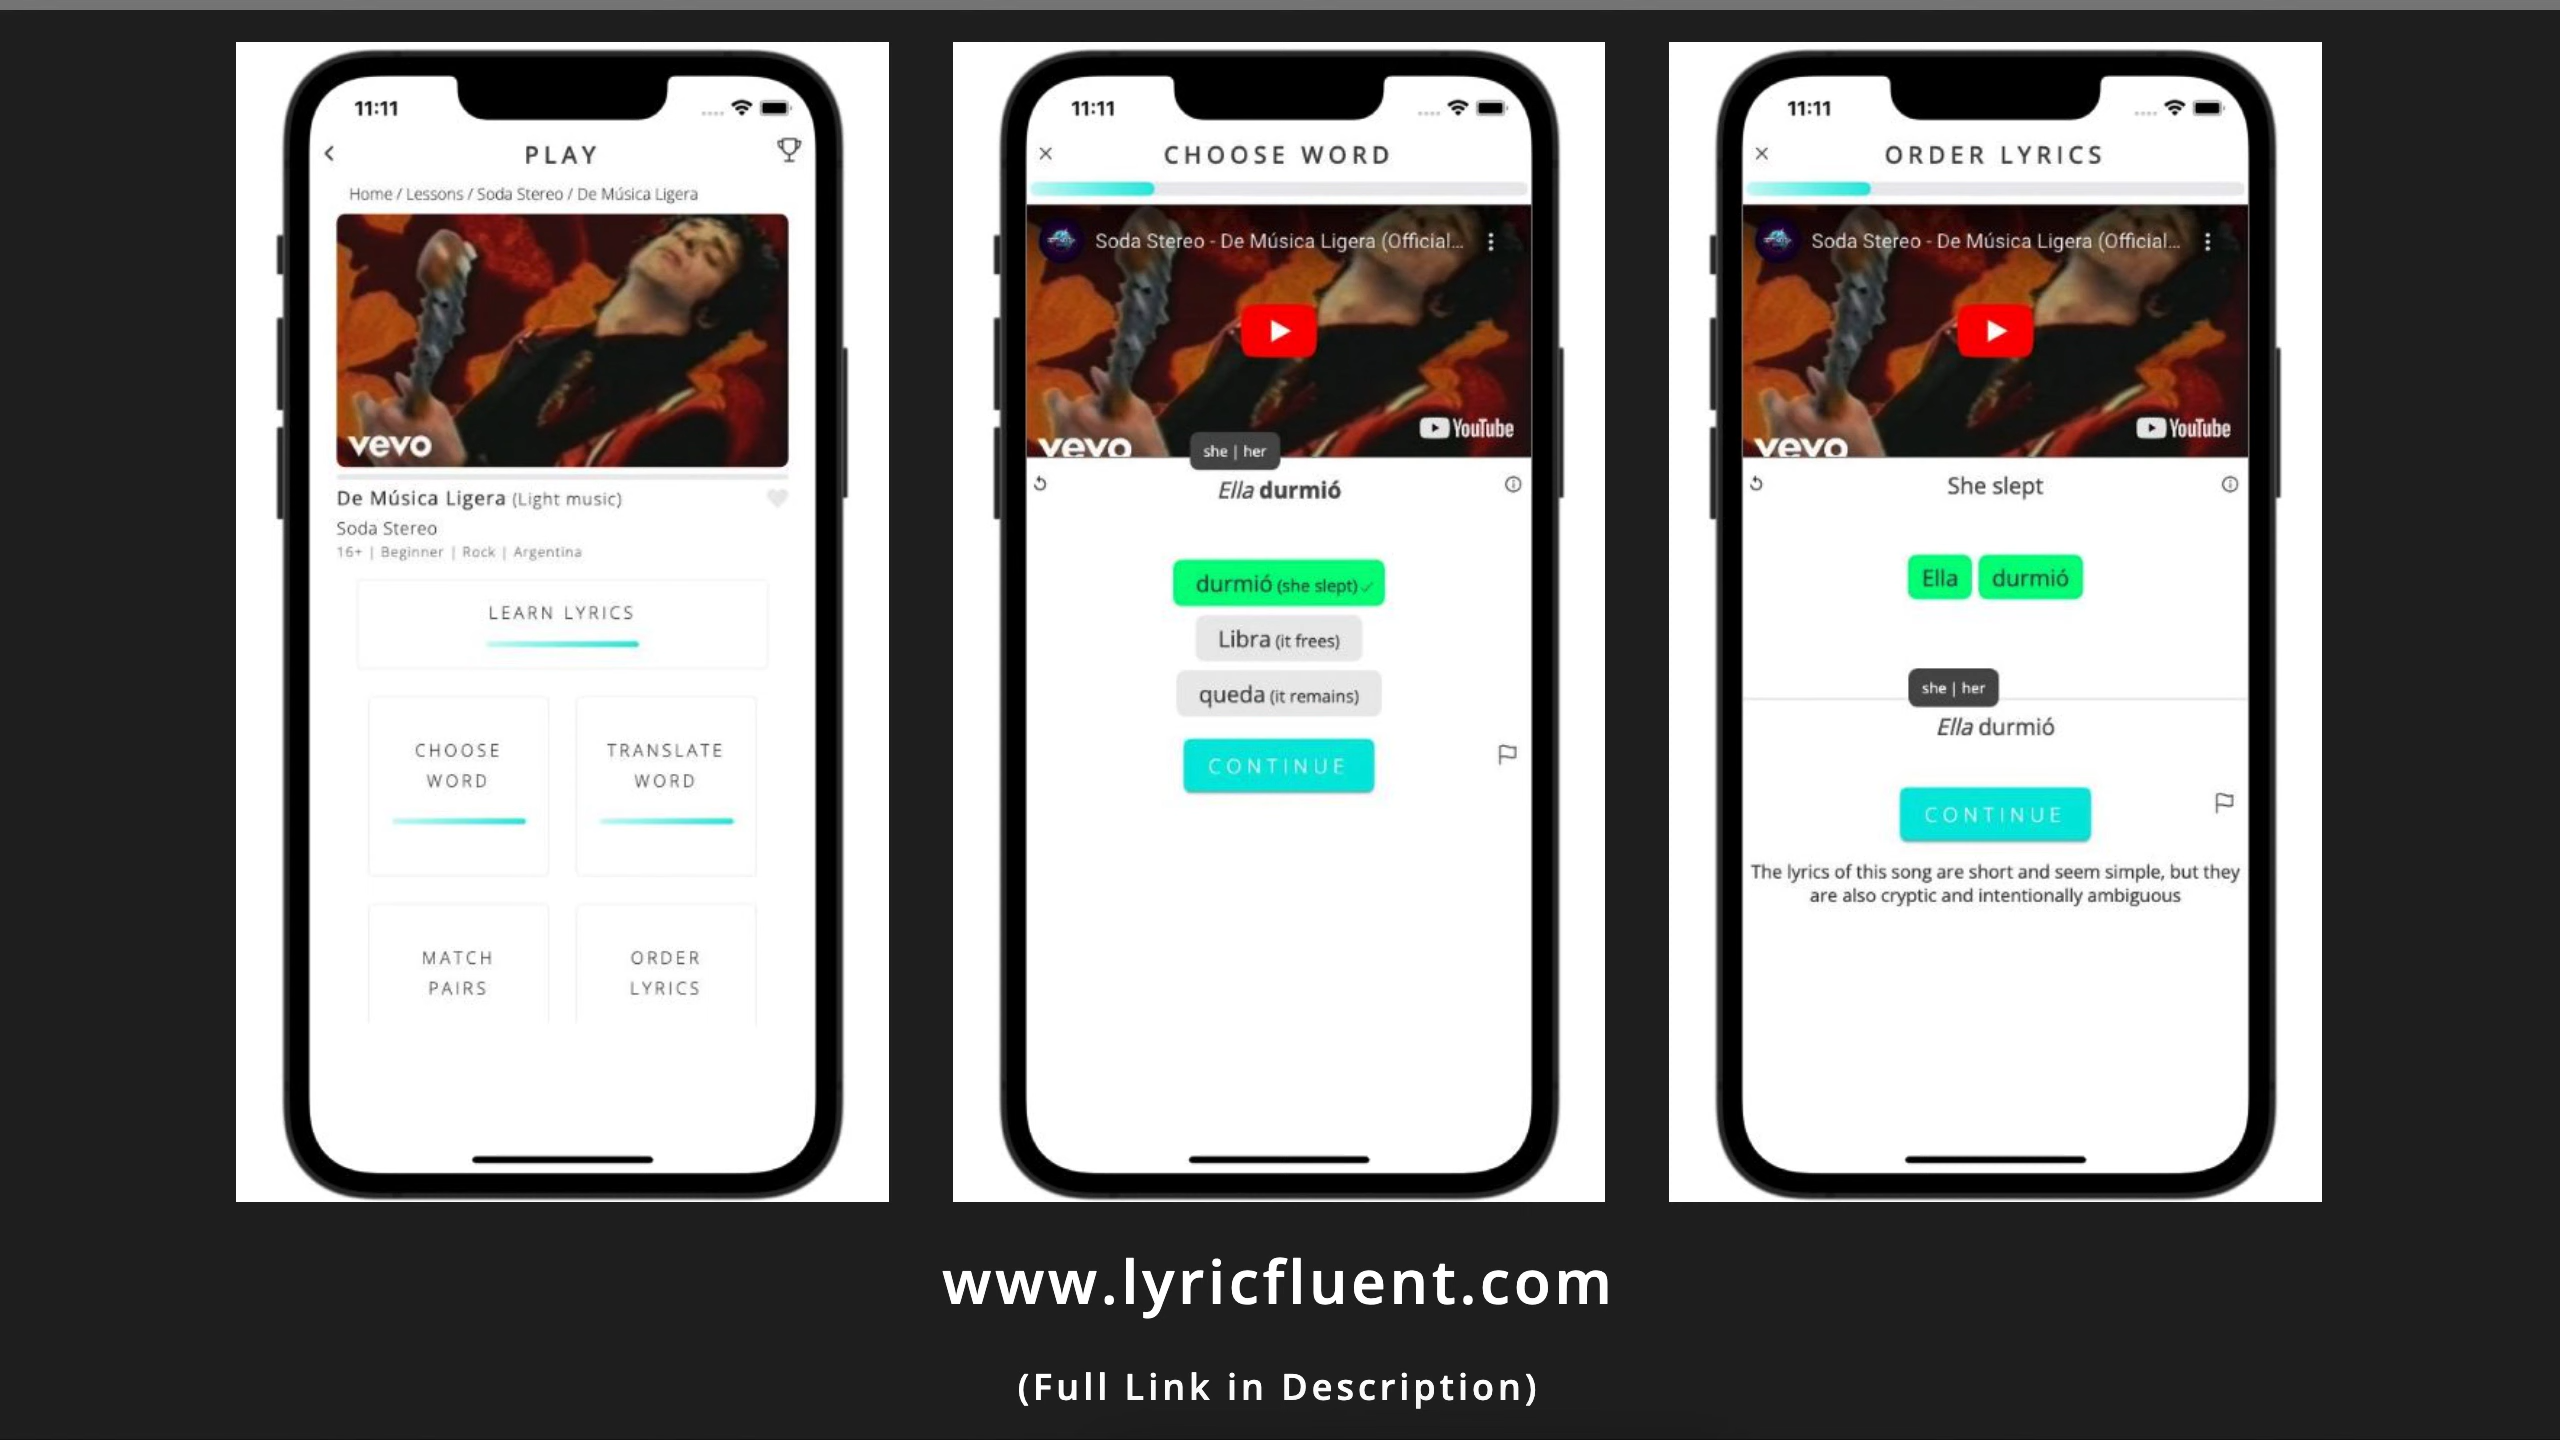 11:11
PLAY
Home / Lessons / Soda Stereo / De Música Ligera
vevo
De Música Ligera (Light music)
Soda Stereo
16+ | Beginner | Rock | Argentina
LEARN LYRICS
CHOOSE
WORD
TRANSLATE
WORD
MATCH
PAIRS
ORDER
LYRICS
11:11
CHOOSE WORD
Soda Stereo - De Música Ligera (Official...
YouTube
vevo
she | her
Ella durmió
durmió (she slept) ✓
Libra (it frees)
queda (it remains)
CONTINUE
11:11
ORDER LYRICS
Soda Stereo - De Música Ligera (Official...
YouTube
vevo
She slept
Ella durmió
she | her
Ella durmió
CONTINUE
The lyrics of this song are short and seem simple, but they
are also cryptic and intentionally ambiguous
www.lyricfluent.com
(Full Link in Description)